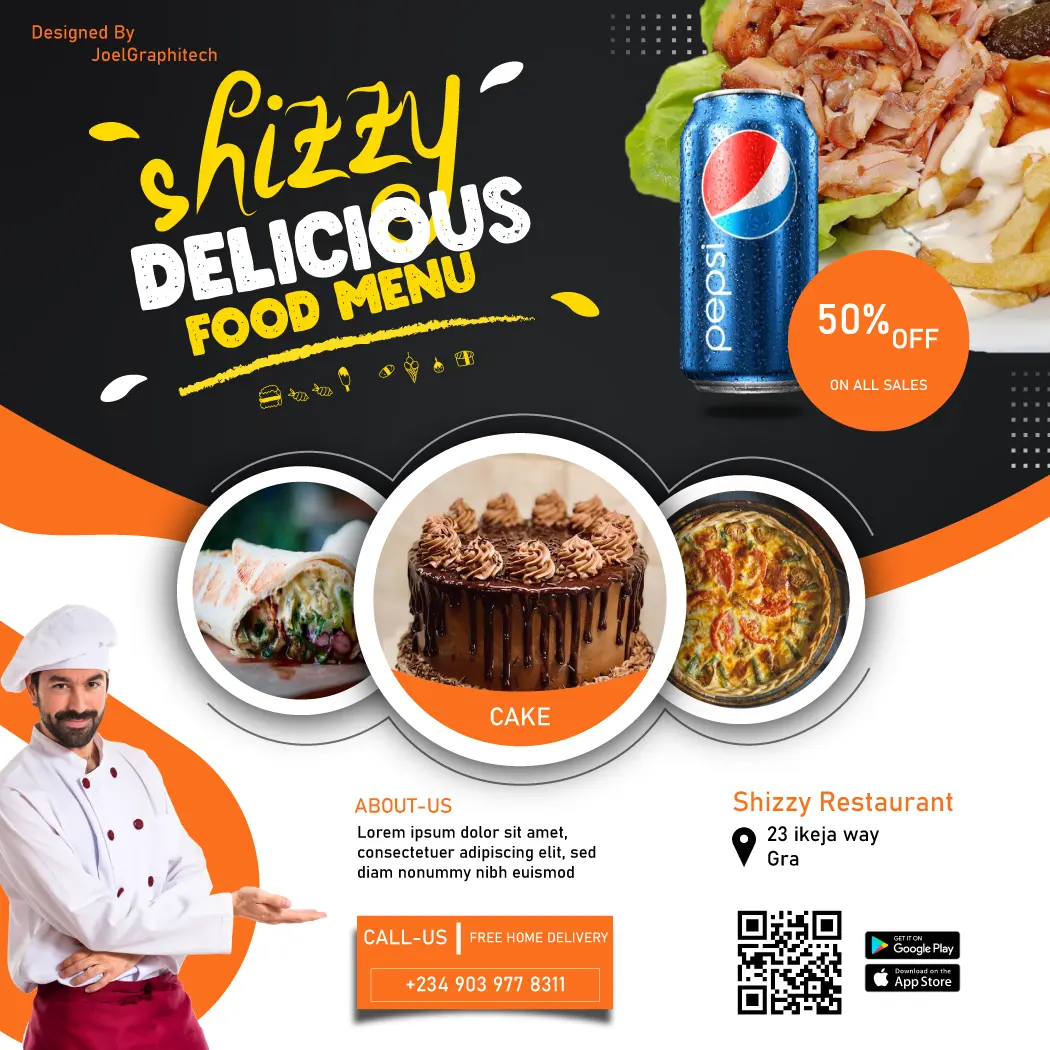 Designed By
JoelGraphitech
shizzy
DELICIOUS
FOOD MENU
pepsi
50% OFF
ON ALL SALES
CAKE
ABOUT-US
Lorem ipsum dolor sit amet,
consectetuer adipiscing elit, sed
diam nonummy nibh euismod
Shizzy Restaurant
23 ikeja way
Gra
CALL-US | FREE HOME DELIVERY
+234 903 977 8311
GET IT ON
Google Play
Download on the
App Store